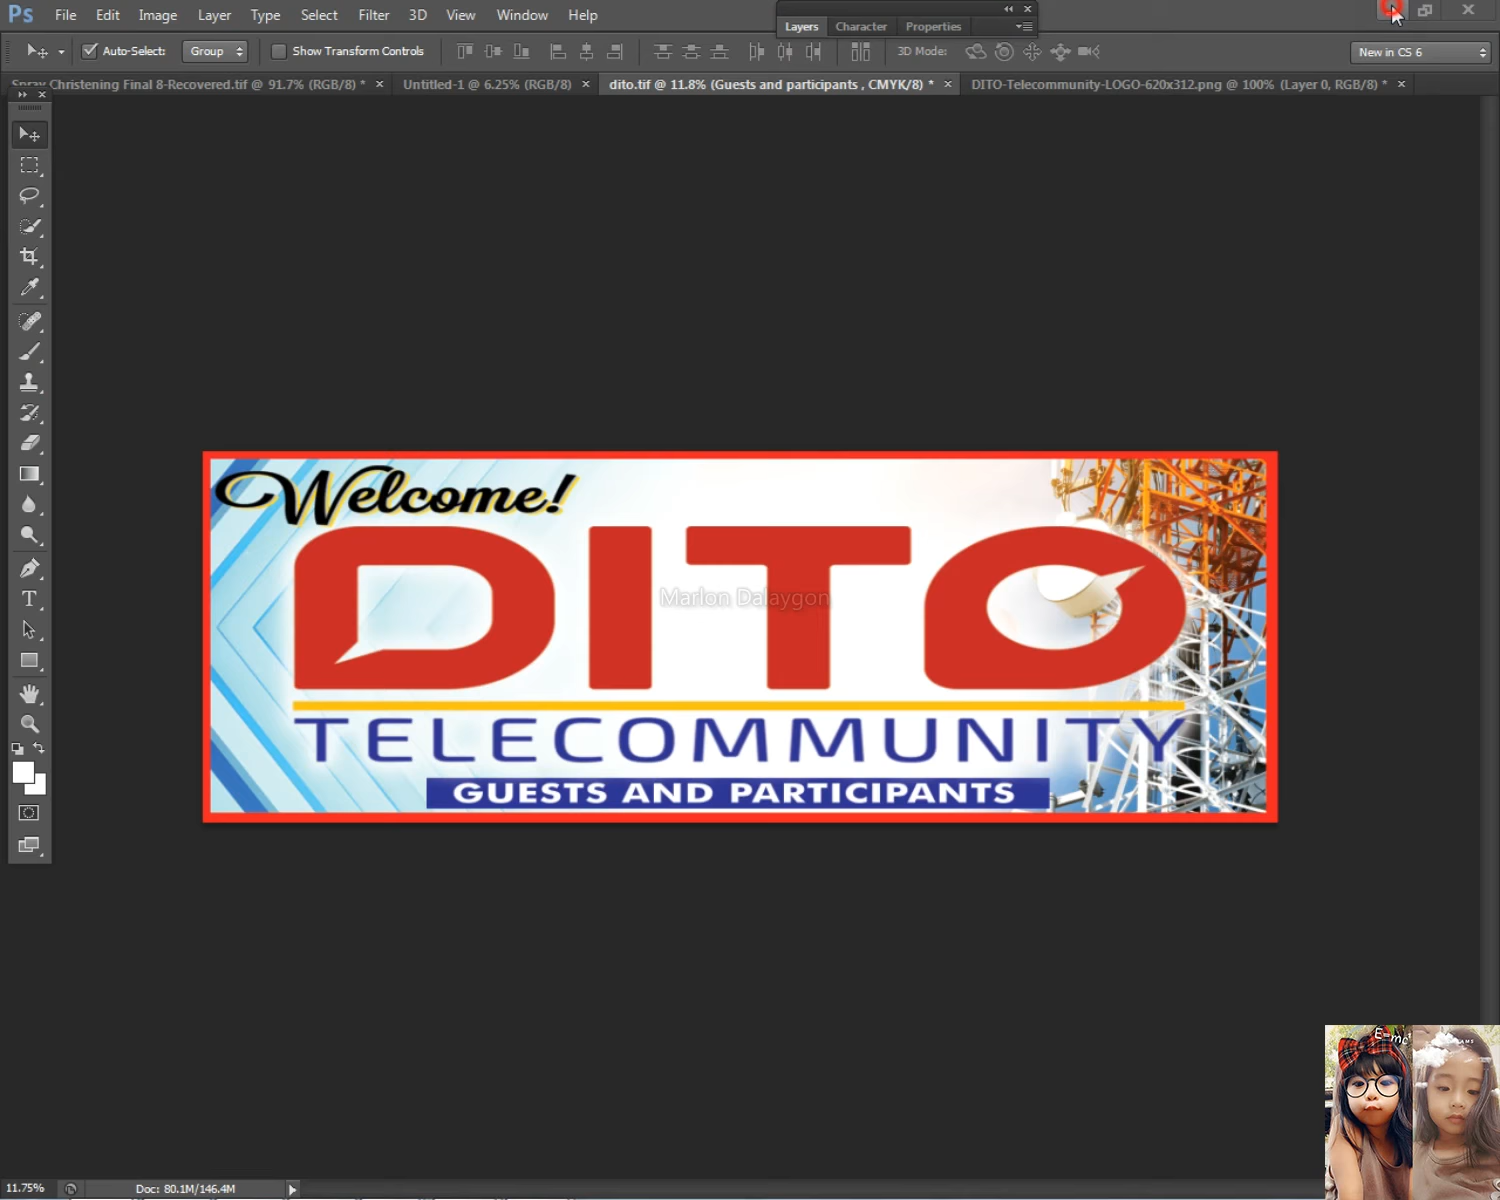 Ps File Edit Image Layer Type Select Filter 3D View Window Help
Layers Character Properties
Auto-Select: Group Show Transform Controls 3D Mode: New in CS 6
Spray Christening Final 8-Recovered.tif @ 91.7% (RGB/8) * × Untitled-1 @ 6.25% (RGB/8) × dito.tif @ 11.8% (Guests and participants , CMYK/8) * × DITO-Telecommunity-LOGO-620x312.png @ 100% (Layer 0, RGB/8) * ×
Welcome!
DITO
Marlon Dalaygon
TELECOMMUNITY
GUESTS AND PARTICIPANTS
E=mc²
11.75% Doc: 80.1M/146.4M